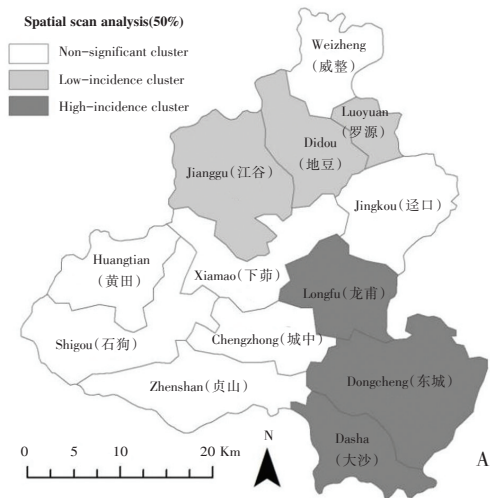 Spatial scan analysis(50%)
Non-significant cluster
Low-incidence cluster
High-incidence cluster
Weizheng
(威整)
Luoyuan
(罗源)
Didou
(地豆)
Jianggu(江谷)
Jingkou(迳口)
Huangtian
(黄田)
Xiamao(下茆)
Longfu(龙甫)
Shigou(石狗)
Chengzhong(城中)
Zhenshan(贞山)
Dongcheng(东城)
Dasha
(大沙)
0 5 10 20 Km
N
A